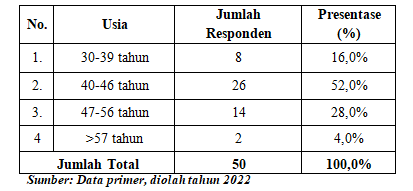 No. Usia Jumlah Responden Presentase (%)
1. 30-39 tahun 8 16,0%
2. 40-46 tahun 26 52,0%
3. 47-56 tahun 14 28,0%
4 >57 tahun 2 4,0%
Jumlah Total 50 100,0%
Sumber: Data primer, diolah tahun 2022